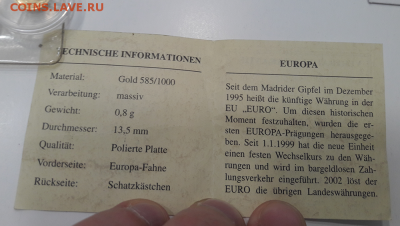 COINS.LAVE.RU
TECHNISCHE INFORMATIONEN
Material: Gold 585/1000
Verarbeitung: massiv
Gewicht: 0,8 g
Durchmesser: 13,5 mm
Qualität: Polierte Platte
Vorderseite: Europa-Fahne
Rückseite: Schatzkästchen
EUROPA
Seit dem Madrider Gipfel im Dezember
1995 heißt die künftige Währung in der
EU „EURO". Um diesen historischen
Moment festzuhalten, wurden die er-
sten EUROPA-Prägungen herausgege-
ben. Seit 1.1.1999 hat die neue Einheit
einen festen Wechselkurs zu den Wäh-
rungen und wird im bargeldlosen Zah-
lungsverkehr eingeführt. 2002 löst der
EURO die übrigen Landeswährungen.